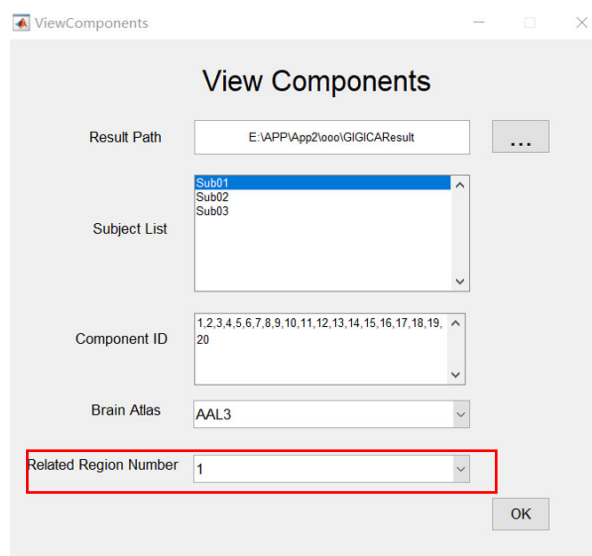 ViewComponents
View Components
Result Path
E:\APP\App2\ooo\GIGICAResult
...
Subject List
Sub01
Sub02
Sub03
Component ID
1,2,3,4,5,6,7,8,9,10,11,12,13,14,15,16,17,18,19,
20
Brain Atlas
AAL3
Related Region Number
1
OK